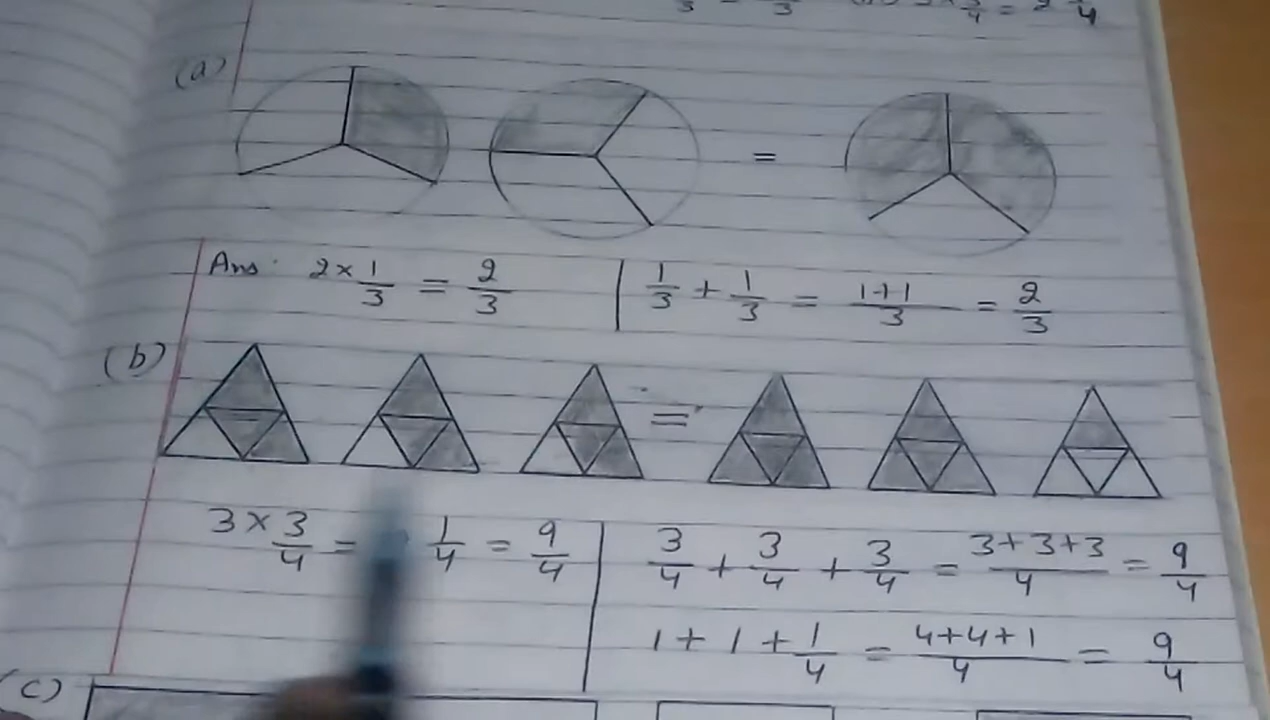 (a)
=
Ans. 2 × 1/3 = 2/3 | 1/3 + 1/3 = 1+1/3 = 2/3
(b)
=
3 × 3/4 = 1/4 = 9/4 | 3/4 + 3/4 + 3/4 = 3+3+3/4 = 9/4
1 + 1 + 1/4 = 4+4+1/4 = 9/4
(c)